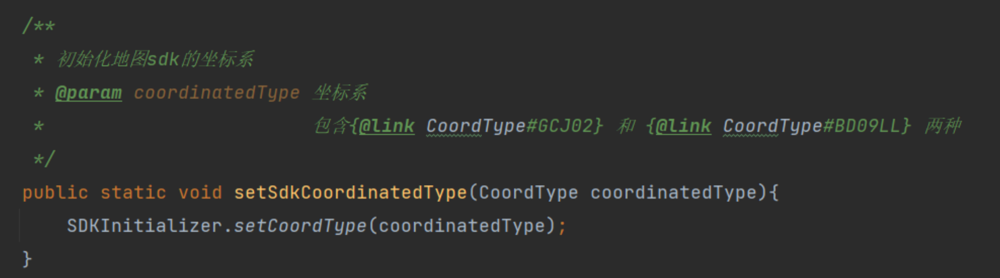 /**
 * 初始化地图sdk的坐标系
 * @param coordinatedType 坐标系
 *                        包含{@link CoordType#GCJ02} 和 {@link CoordType#BD09LL} 两种
 */
public static void setSdkCoordinatedType(CoordType coordinatedType){
    SDKInitializer.setCoordType(coordinatedType);
}